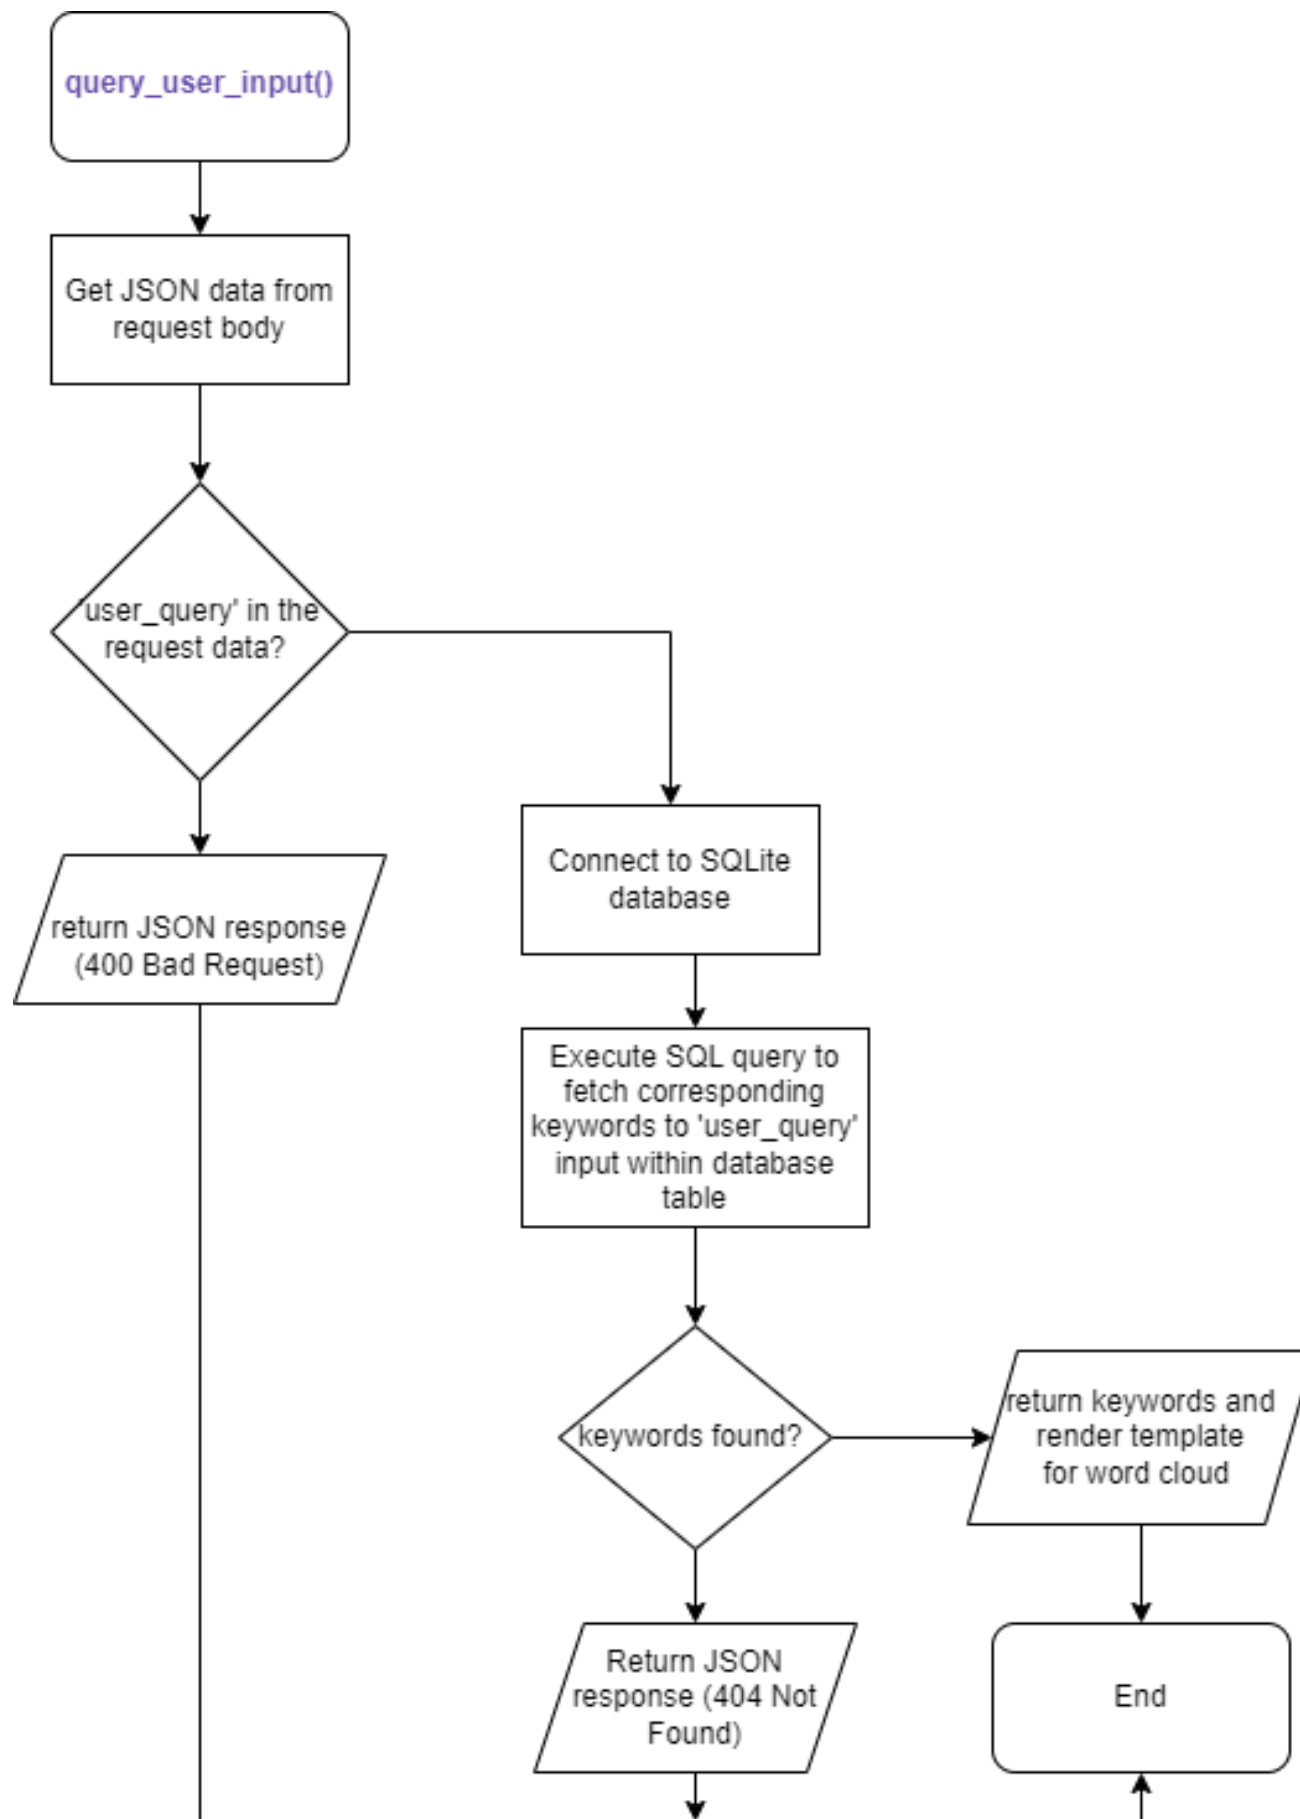 query_user_input()
Get JSON data from
request body
'user_query' in the
request data?
return JSON response
(400 Bad Request)
Connect to SQLite
database
Execute SQL query to
fetch corresponding
keywords to 'user_query'
input within database
table
keywords found?
return keywords and
render template
for word cloud
Return JSON
response (404 Not
Found)
End